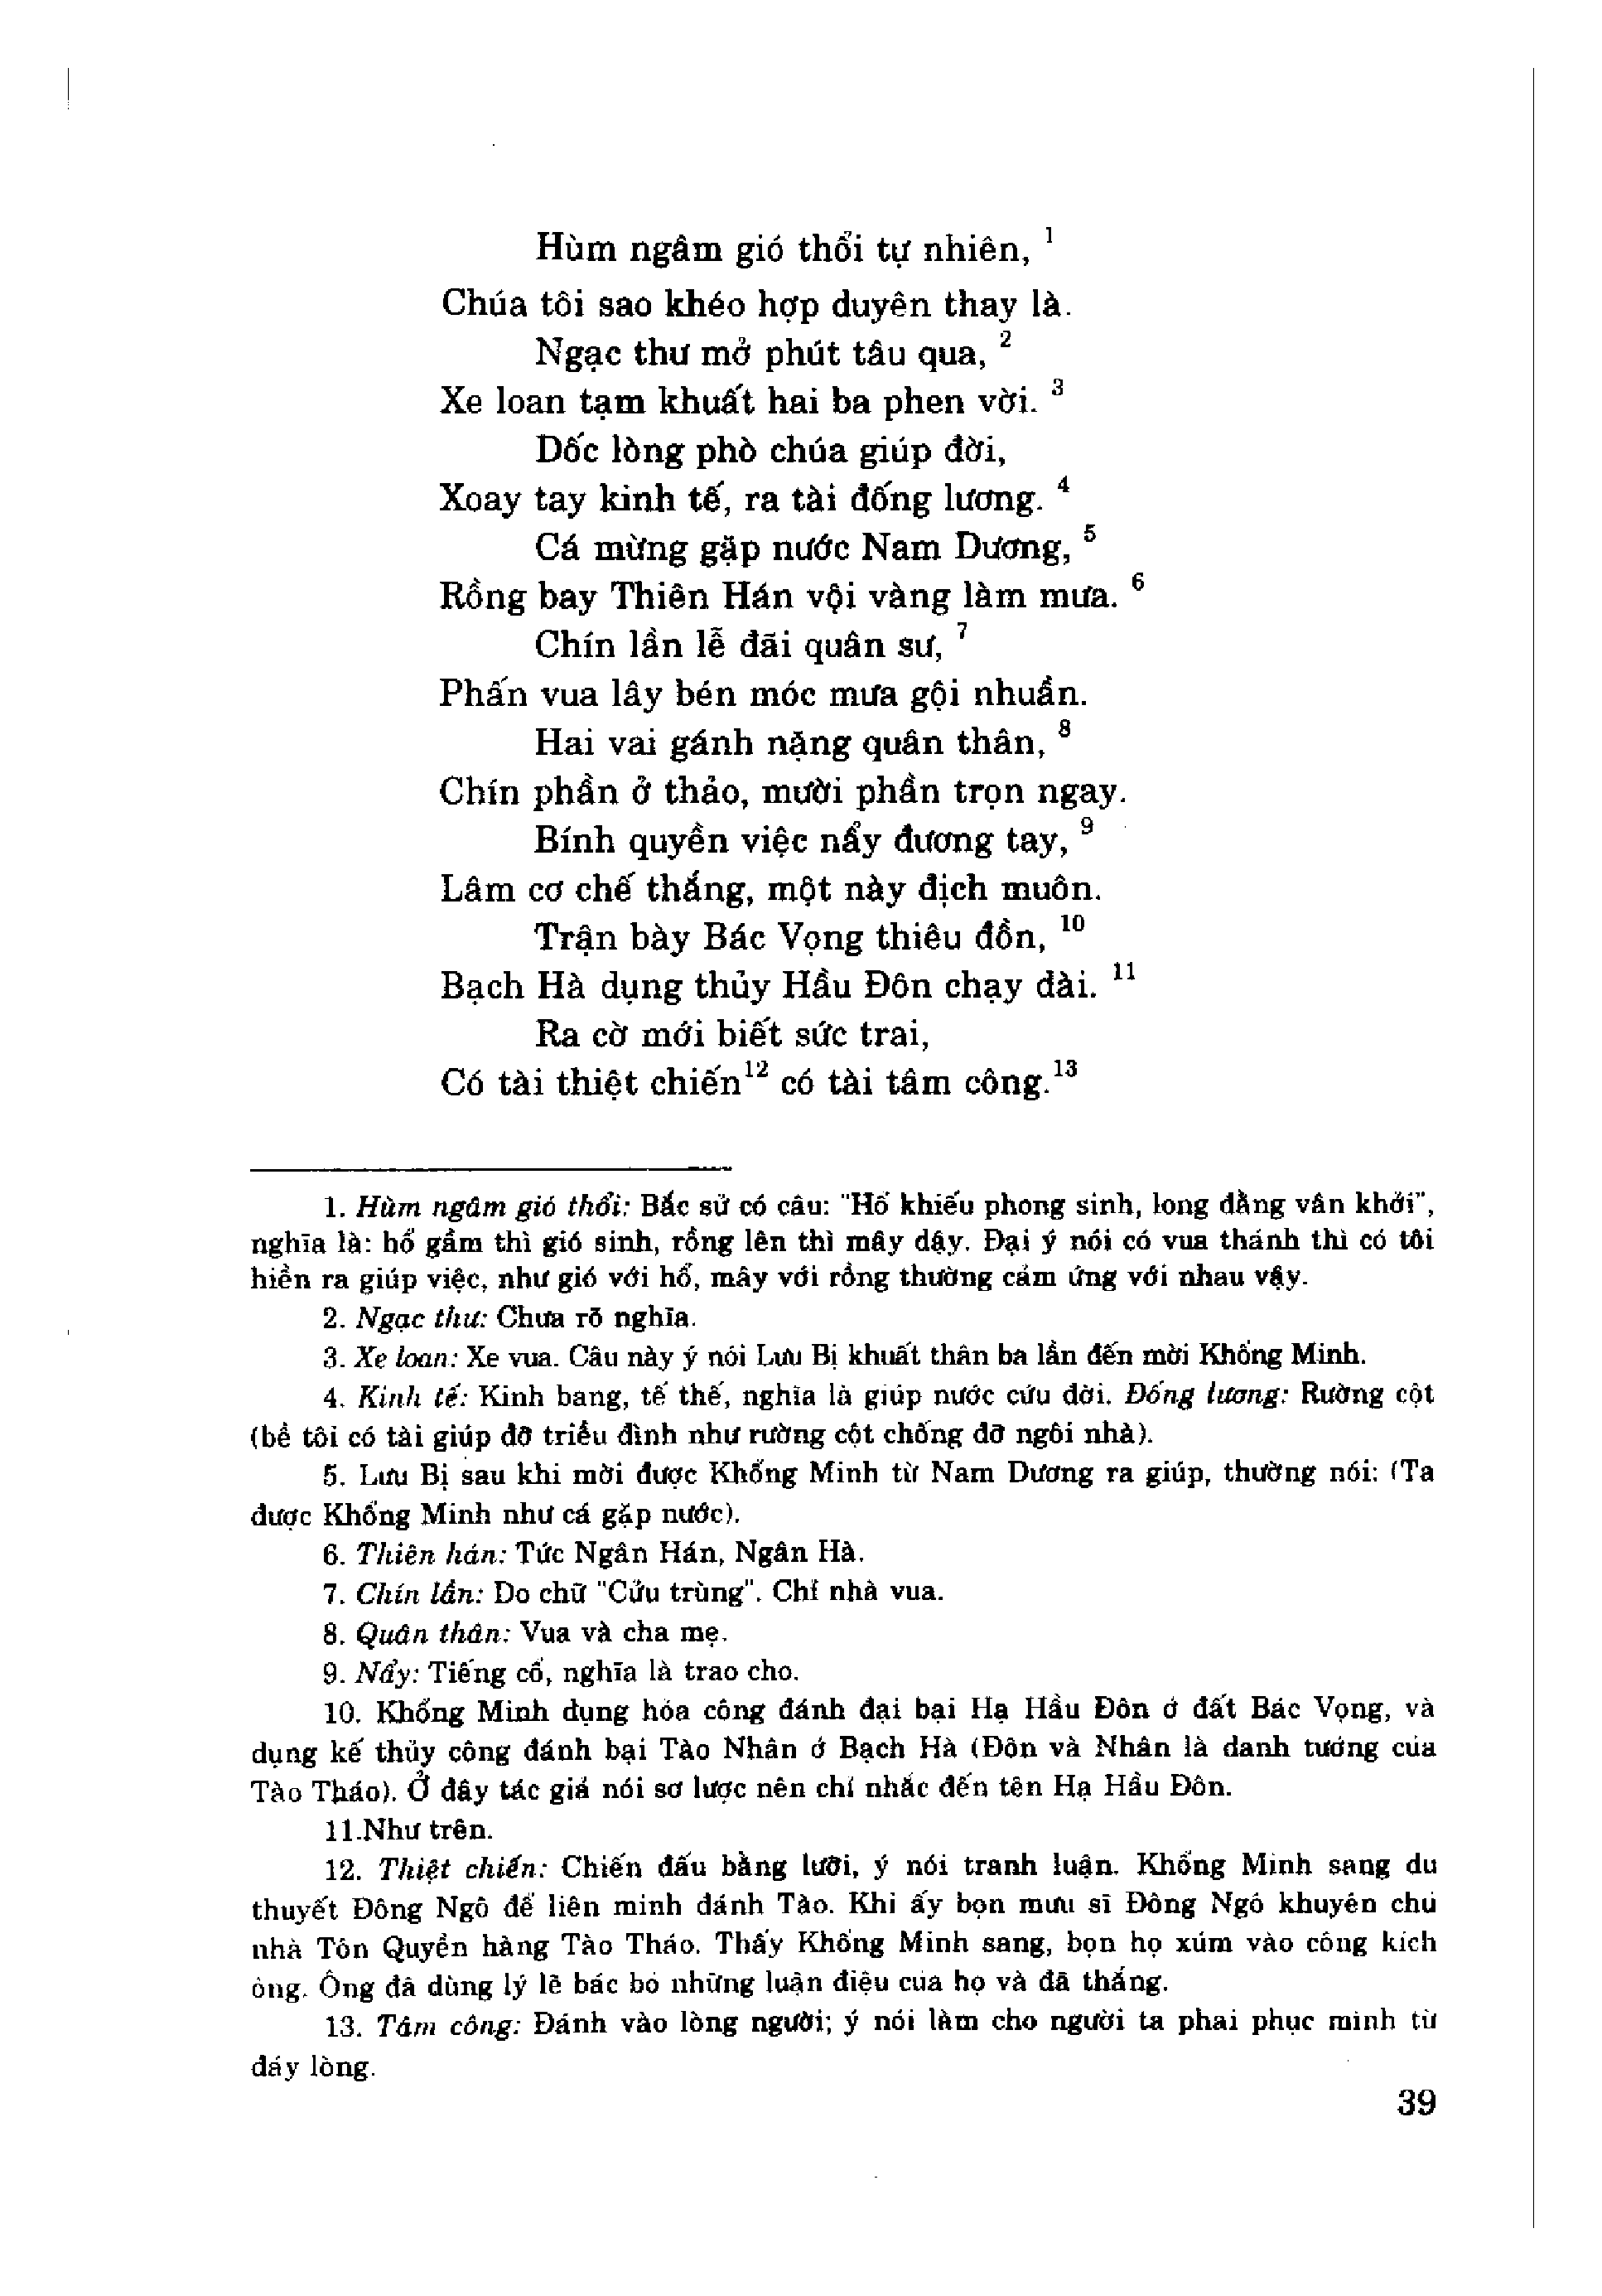 Hùm ngâm gió thổi tự nhiên, 1
Chúa tôi sao khéo hợp duyên thay là.
Ngạc thư mở phút tâu qua, 2
Xe loan tạm khuất hai ba phen vời. 3
Dốc lòng phò chúa giúp đời,
Xoay tay kinh tế, ra tài đống lương. 4
Cá mừng gặp nước Nam Dương, 5
Rồng bay Thiên Hán vội vàng làm mưa. 6
Chín lần lễ đãi quân sư, 7
Phấn vua lây bén móc mưa gội nhuần.
Hai vai gánh nặng quân thân, 8
Chín phần ở thảo, mười phần trọn ngay.
Bính quyền việc nẩy đương tay, 9
Lâm cơ chế thắng, một này địch muôn.
Trận bày Bác Vọng thiêu đồn, 10
Bạch Hà dụng thủy Hầu Đôn chạy dài. 11
Ra cờ mới biết sức trai,
Có tài thiệt chiến12 có tài tâm công.13
1. Hùm ngâm gió thổi: Bắc sử có câu: "Hổ khiếu phong sinh, long đằng vân khởi",
nghĩa là: hổ gầm thì gió sinh, rồng lên thì mây dậy. Đại ý nói có vua thánh thì có tôi
hiền ra giúp việc, như gió với hổ, mây với rồng thường cảm ứng với nhau vậy.
2. Ngạc thư: Chưa rõ nghĩa.
3. Xe loan: Xe vua. Câu này ý nói Lưu Bị khuất thân ba lần đến mời Khổng Minh.
4. Kinh tế: Kinh bang, tế thế, nghĩa là giúp nước cứu đời. Đống lương: Rường cột
(bề tôi có tài giúp đỡ triều đình như rường cột chống đỡ ngôi nhà).
5. Lưu Bị sau khi mời được Khổng Minh từ Nam Dương ra giúp, thường nói: (Ta
được Khổng Minh như cá gặp nước).
6. Thiên hán: Tức Ngân Hán, Ngân Hà.
7. Chín lần: Do chữ "Cửu trùng". Chỉ nhà vua.
8. Quân thân: Vua và cha mẹ.
9. Nẩy: Tiếng cổ, nghĩa là trao cho.
10. Khổng Minh dụng hỏa công đánh đại bại Hạ Hầu Đôn ở đất Bác Vọng, và
dụng kế thủy công đánh bại Tào Nhân ở Bạch Hà (Đôn và Nhân là danh tướng của
Tào Tháo). Ở đây tác giả nói sơ lược nên chỉ nhắc đến tên Hạ Hầu Đôn.
11.Như trên.
12. Thiệt chiến: Chiến đấu bằng lưỡi, ý nói tranh luận. Khổng Minh sang du
thuyết Đông Ngô để liên minh đánh Tào. Khi ấy bọn mưu sĩ Đông Ngô khuyên chủ
nhà Tôn Quyền hàng Tào Tháo. Thấy Khổng Minh sang, bọn họ xúm vào công kích
ông. Ông đã dùng lý lẽ bác bỏ những luận điệu của họ và đã thắng.
13. Tâm công: Đánh vào lòng người; ý nói làm cho người ta phai phục mình từ
đáy lòng.
39